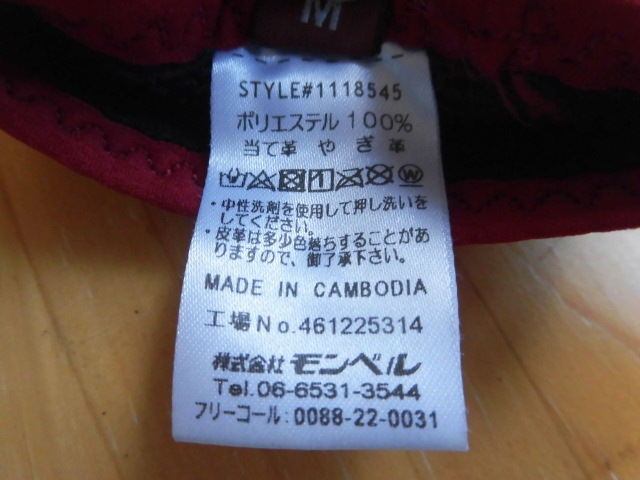 M
STYLE#1118545
ポリエステル 100%
当て革 やぎ革
・中性洗剤を使用して押し洗いを
してください。
・皮革は多少色落ちすることがあ
りますので、御了承下さい。
MADE IN CAMBODIA
工場No.461225314
株式会社 モンベル
Tel.06-6531-3544
フリーコール:0088-22-0031